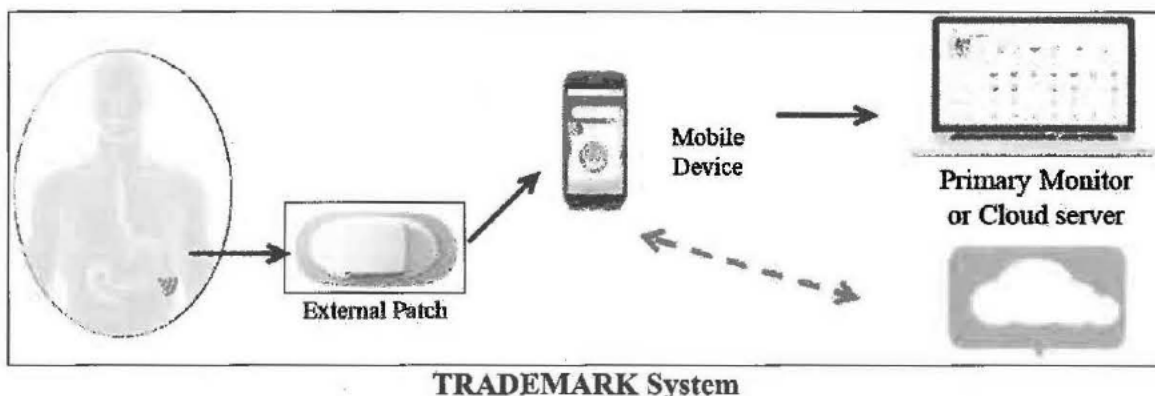 External Patch
Mobile
Device
Primary Monitor
or Cloud server
TRADEMARK System